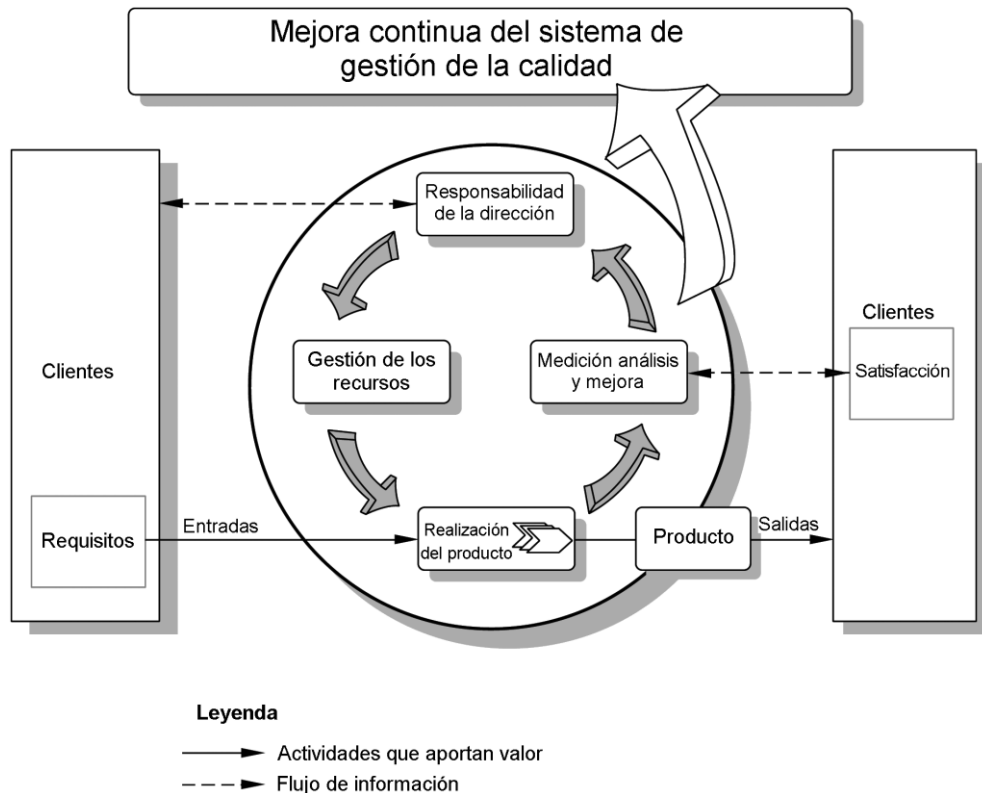 Mejora continua del sistema de
gestión de la calidad
Responsabilidad
de la dirección
Clientes
Gestión de los
recursos
Medición análisis
y mejora
Clientes
Satisfacción
Requisitos
Entradas
Realización
del producto
Producto
Salidas
Leyenda
Actividades que aportan valor
Flujo de información